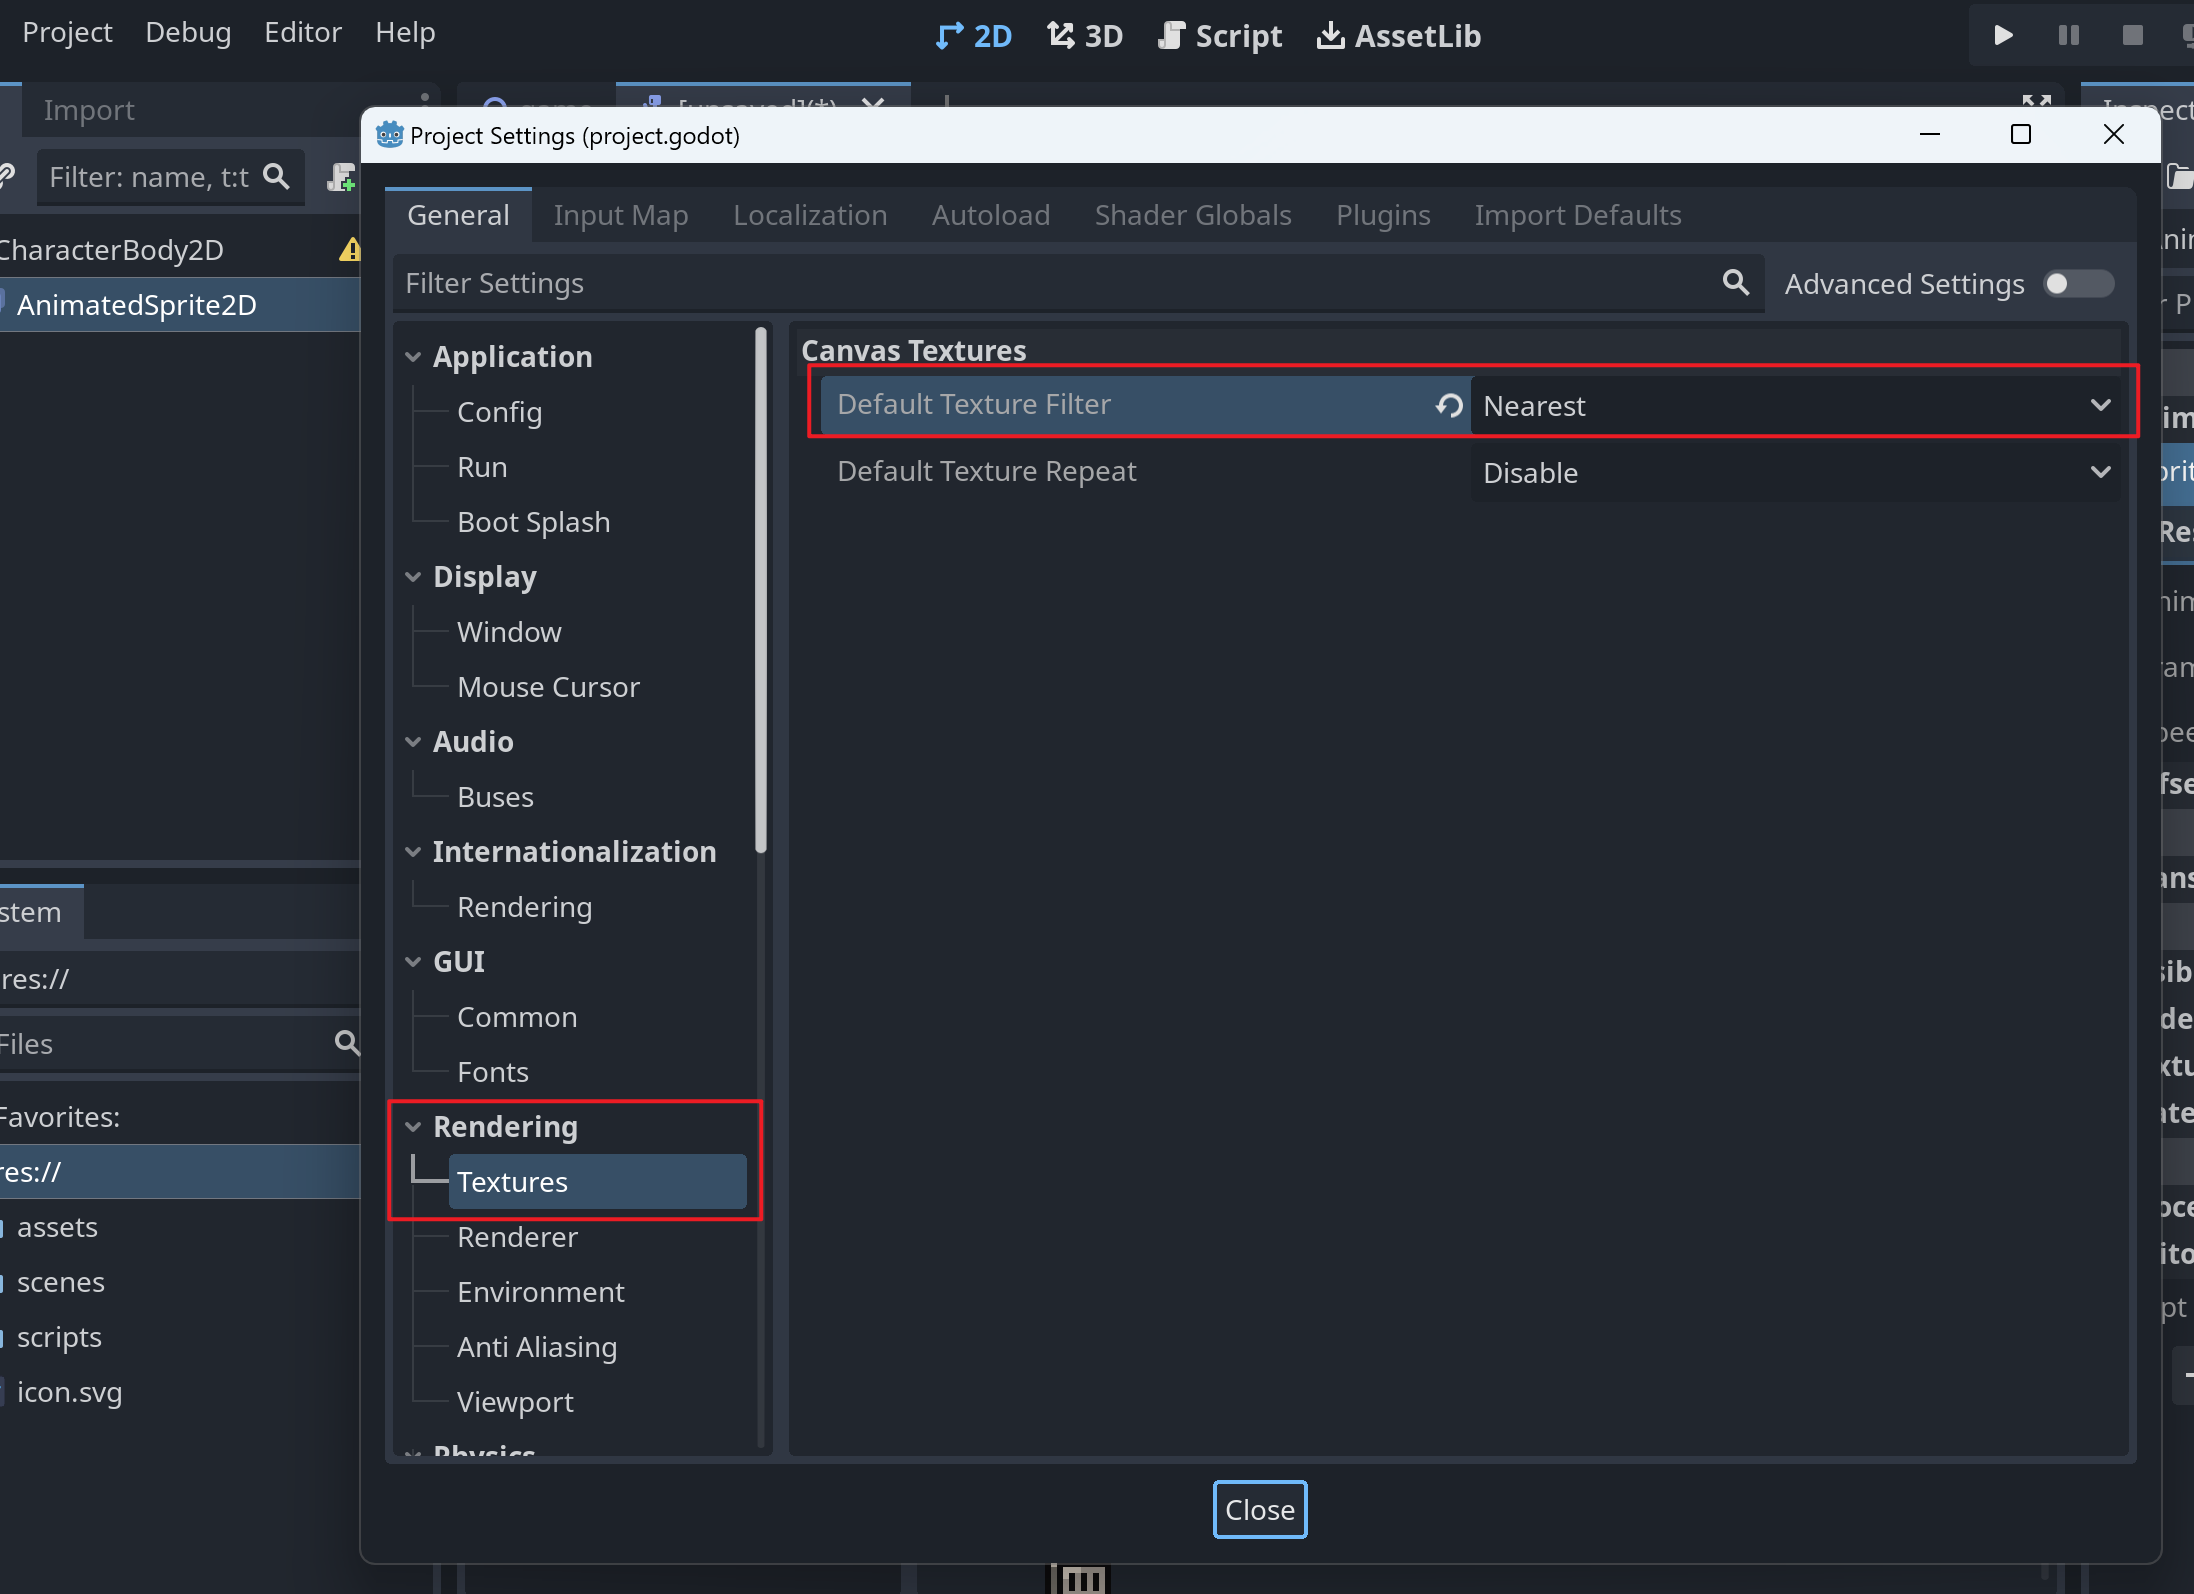 Project Debug Editor Help
2D 3D Script AssetLib
Import
Project Settings (project.godot)
Filter: name, t:t
General Input Map Localization Autoload Shader Globals Plugins Import Defaults
CharacterBody2D
AnimatedSprite2D
Filter Settings
Advanced Settings
Application
Config
Run
Boot Splash
Display
Window
Mouse Cursor
Audio
Buses
Internationalization
Rendering
GUI
Common
Fonts
Rendering
Textures
Renderer
Environment
Anti Aliasing
Viewport
Physics
Canvas Textures
Default Texture Filter Nearest
Default Texture Repeat Disable
stem
res://
Files
Favorites:
res://
assets
scenes
scripts
icon.svg
Close